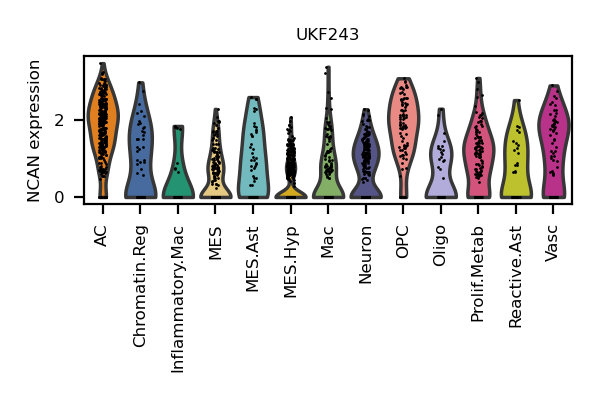 UKF243
NCAN expression
2
0
AC
Chromatin.Reg
Inflammatory.Mac
MES
MES.Ast
MES.Hyp
Mac
Neuron
OPC
Oligo
Prolif.Metab
Reactive.Ast
Vasc